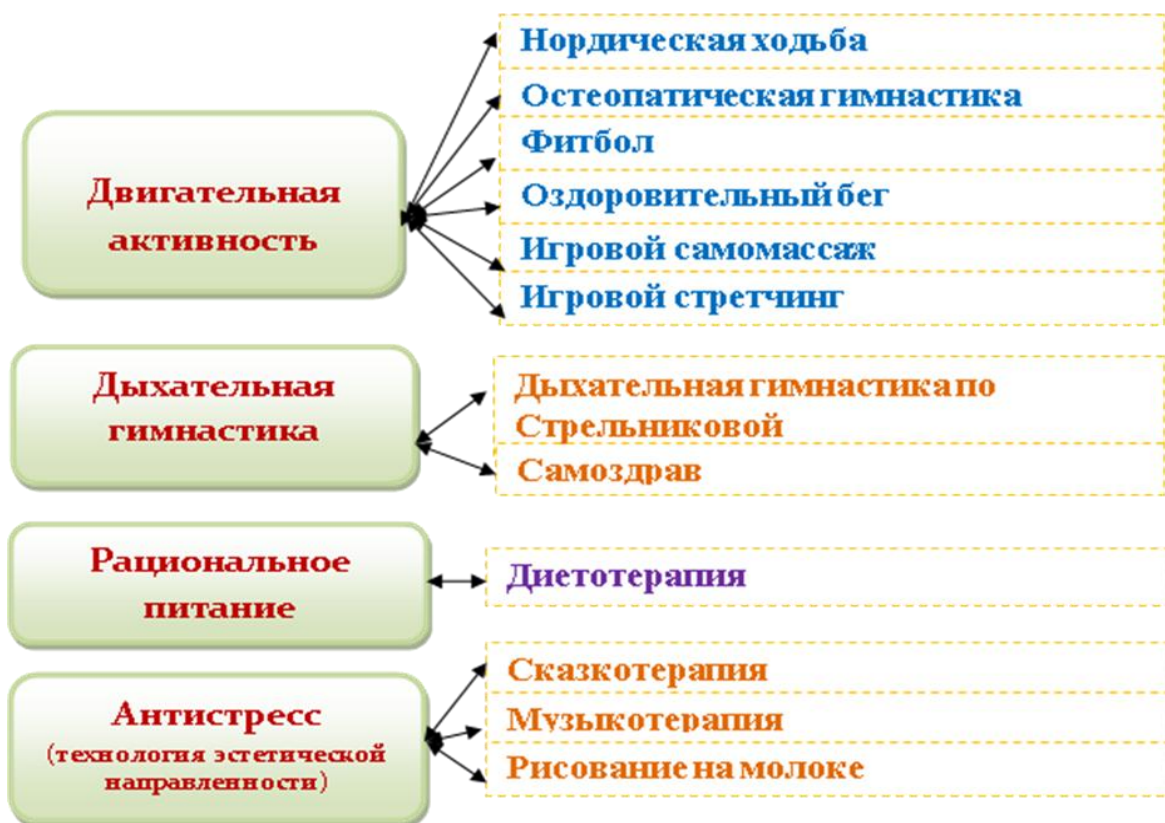 Двигательная
активность
Нордическая ходьба
Остеопатическая гимнастика
Фитбол
Оздоровительный бег
Игровой самомассаж
Игровой стретчинг
Дыхательная
гимнастика
Дыхательная гимнастика по
Стрельниковой
Самоздрав
Рациональное
питание
Диетотерапия
Антистресс
(технология эстетической
направленности)
Сказкотерапия
Музыкотерапия
Рисование на молоке